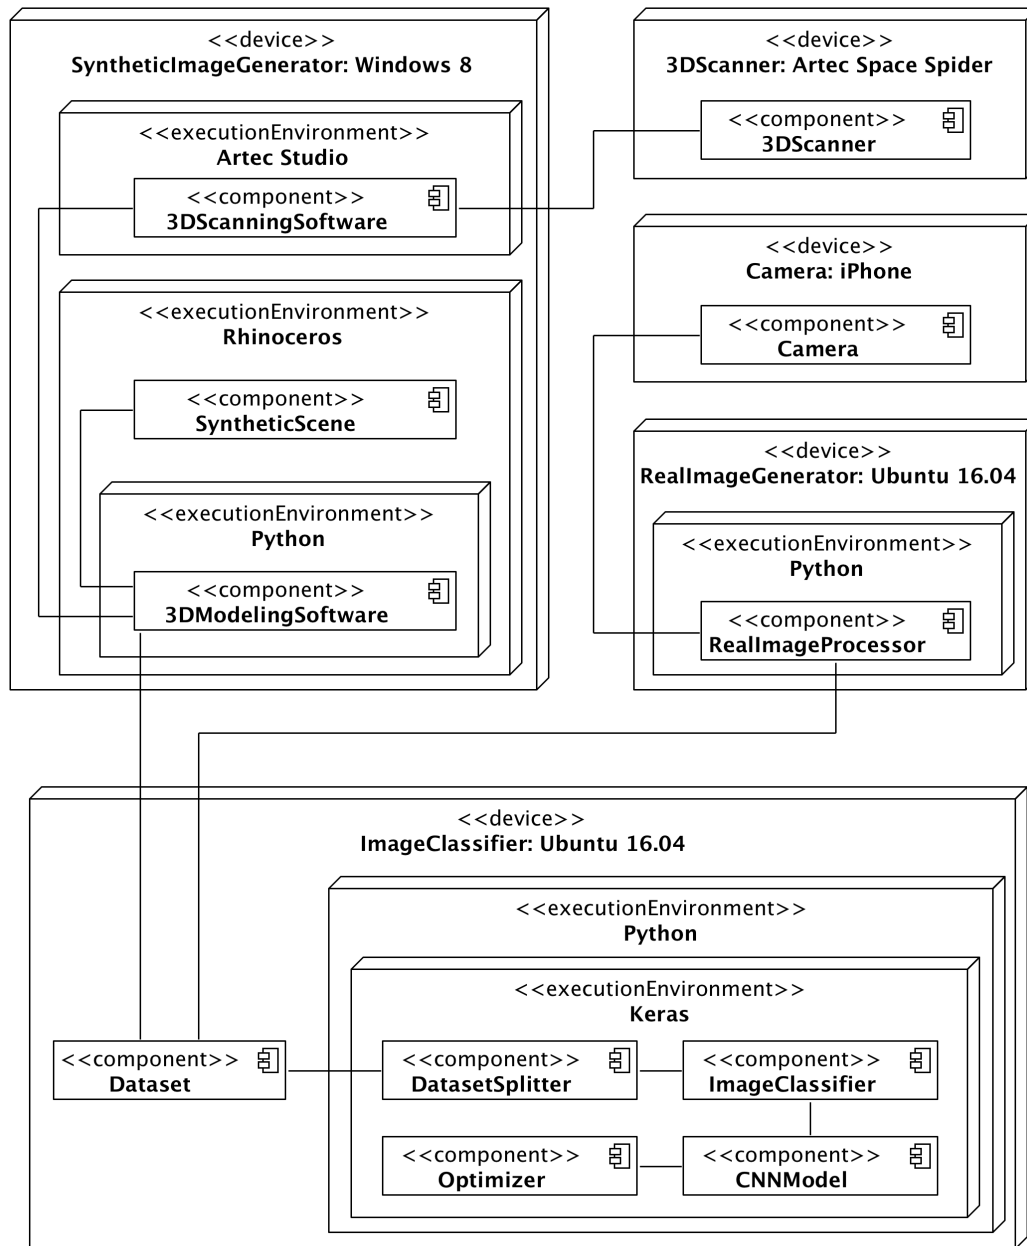 <<device>>
SyntheticImageGenerator: Windows 8
<<executionEnvironment>>
Artec Studio
<<component>>
3DScanningSoftware
<<executionEnvironment>>
Rhinoceros
<<component>>
SyntheticScene
<<executionEnvironment>>
Python
<<component>>
3DModelingSoftware
<<device>>
3DScanner: Artec Space Spider
<<component>>
3DScanner
<<device>>
Camera: iPhone
<<component>>
Camera
<<device>>
RealImageGenerator: Ubuntu 16.04
<<executionEnvironment>>
Python
<<component>>
RealImageProcessor
<<device>>
ImageClassifier: Ubuntu 16.04
<<executionEnvironment>>
Python
<<executionEnvironment>>
Keras
<<component>>
Dataset
<<component>>
DatasetSplitter
<<component>>
ImageClassifier
<<component>>
Optimizer
<<component>>
CNNModel